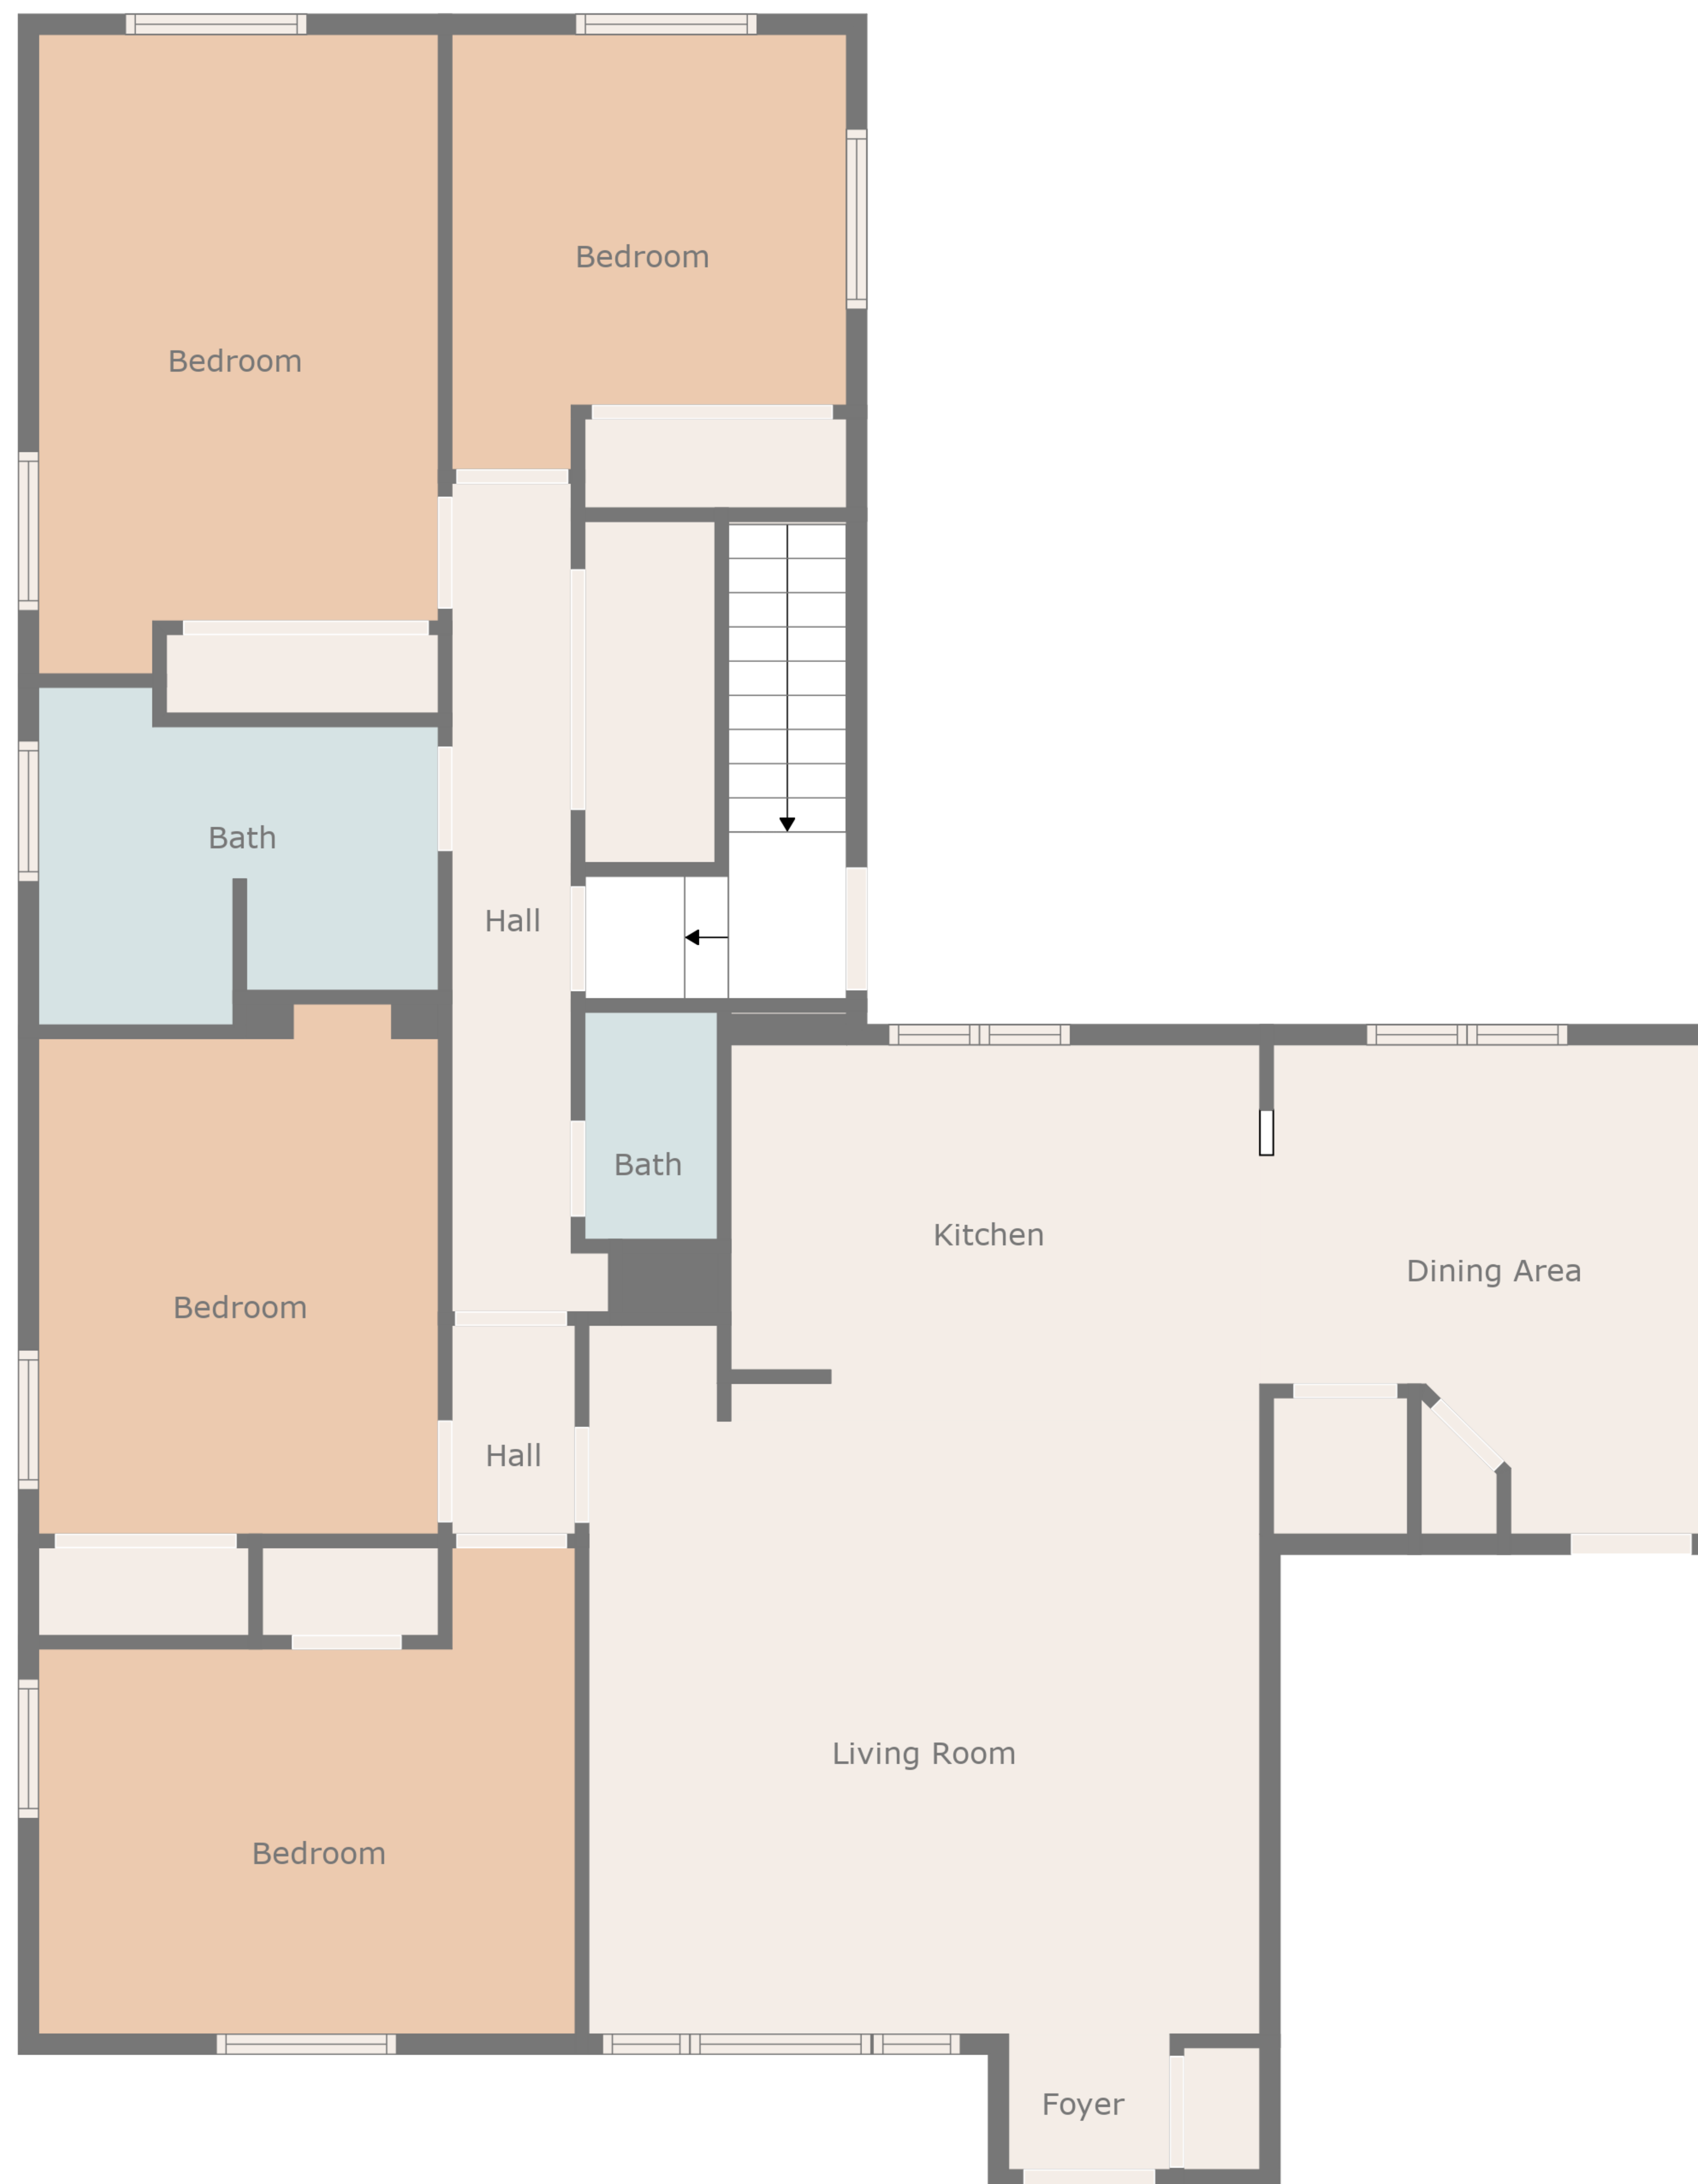 Bedroom
Bedroom
Bath
Hall
Bath
Kitchen
Dining Area
Bedroom
Hall
Living Room
Bedroom
Foyer